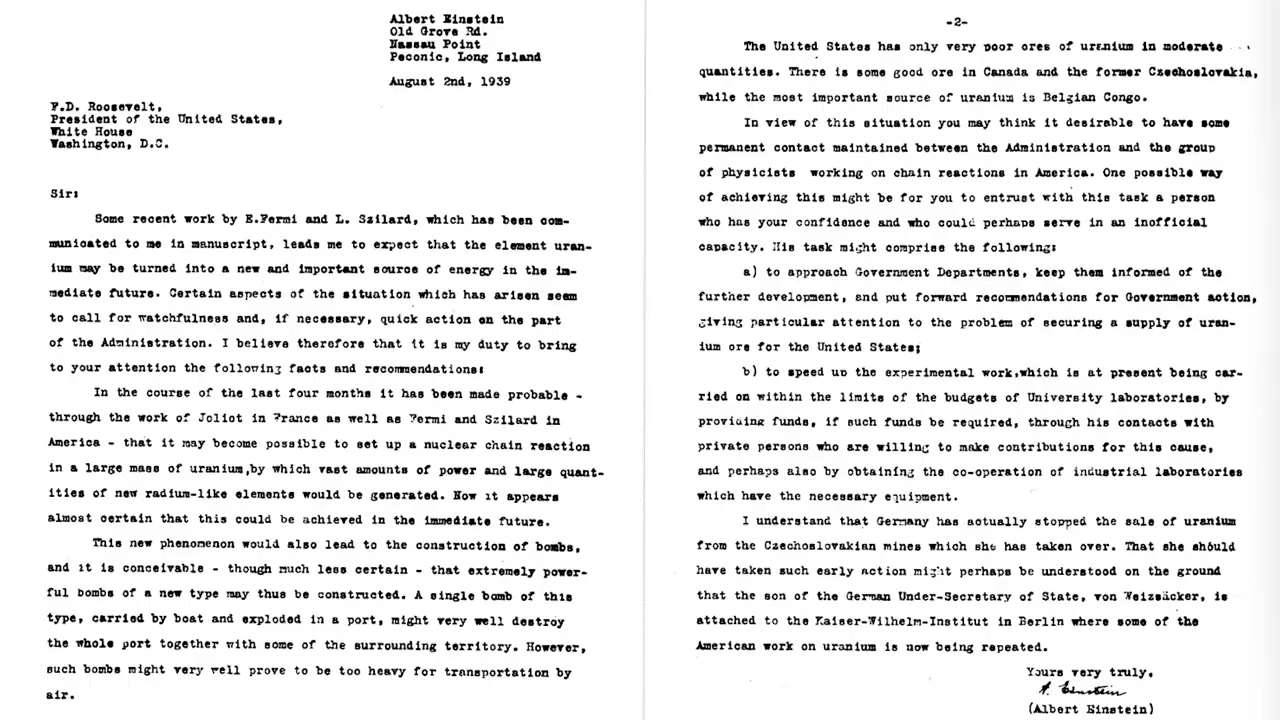 Albert Einstein
Old Grove Rd.
Nassau Point
Peconic, Long Island
August 2nd, 1939
F.D. Roosevelt,
President of the United States,
White House
Washington, D.C.
Sir:
Some recent work by E.Fermi and L. Szilard, which has been com-
municated to me in manuscript, leads me to expect that the element uran-
ium may be turned into a new and important source of energy in the im-
mediate future. Certain aspects of the situation which has arisen seem
to call for watchfulness and, if necessary, quick action on the part
of the Administration. I believe therefore that it is my duty to bring
to your attention the following facts and recommendations:
In the course of the last four months it has been made probable -
through the work of Joliot in France as well as Fermi and Szilard in
America - that it may become possible to set up a nuclear chain reaction
in a large mass of uranium,by which vast amounts of power and large quant-
ities of new radium-like elements would be generated. Now it appears
almost certain that this could be achieved in the immediate future.
This new phenomenon would also lead to the construction of bombs,
and it is conceivable - though much less certain - that extremely power-
ful bombs of a new type may thus be constructed. A single bomb of this
type, carried by boat and exploded in a port, might very well destroy
the whole port together with some of the surrounding territory. However,
such bombs might very well prove to be too heavy for transportation by
air.
-2-
The United States has only very poor ores of uranium in moderate
quantities. There is some good ore in Canada and the former Czechoslovakia,
while the most important source of uranium is Belgian Congo.
In view of this situation you may think it desirable to have some
permanent contact maintained between the Administration and the group
of physicists working on chain reactions in America. One possible way
of achieving this might be for you to entrust with this task a person
who has your confidence and who could perhaps serve in an inofficial
capacity. His task might comprise the following:
a) to approach Government Departments, keep them informed of the
further development, and put forward recommendations for Government action,
giving particular attention to the problem of securing a supply of uran-
ium ore for the United States;
b) to speed up the experimental work,which is at present being car-
ried on within the limits of the budgets of University laboratories, by
providing funds, if such funds be required, through his contacts with
private persons who are willing to make contributions for this cause,
and perhaps also by obtaining the co-operation of industrial laboratories
which have the necessary equipment.
I understand that Germany has actually stopped the sale of uranium
from the Czechoslovakian mines which she has taken over. That she should
have taken such early action might perhaps be understood on the ground
that the son of the German Under-Secretary of State, von Weizsäcker, is
attached to the Kaiser-Wilhelm-Institut in Berlin where some of the
American work on uranium is now being repeated.
Yours very truly,
A. Einstein
(Albert Einstein)